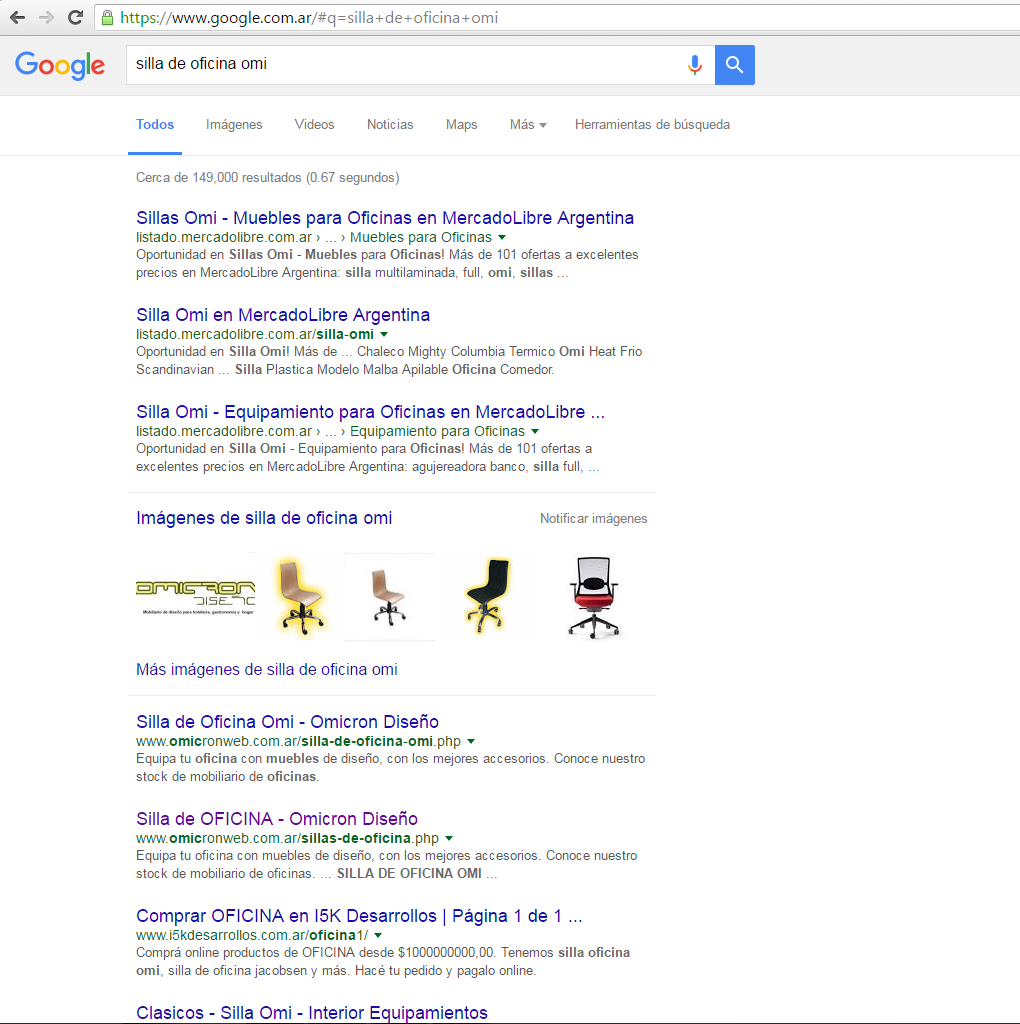 https://www.google.com.ar/#q=silla+de+oficina+omi
Google
silla de oficina omi
Todos Imágenes Videos Noticias Maps Más Herramientas de búsqueda
Cerca de 149,000 resultados (0.67 segundos)
Sillas Omi - Muebles para Oficinas en MercadoLibre Argentina
listado.mercadolibre.com.ar › ... › Muebles para Oficinas
Oportunidad en Sillas Omi - Muebles para Oficinas! Más de 101 ofertas a excelentes
precios en MercadoLibre Argentina: silla multilaminada, full, omi, sillas ...
Silla Omi en MercadoLibre Argentina
listado.mercadolibre.com.ar/silla-omi
Oportunidad en Silla Omi! Más de ... Chaleco Mighty Columbia Termico Omi Heat Frio
Scandinavian ... Silla Plastica Modelo Malba Apilable Oficina Comedor.
Silla Omi - Equipamiento para Oficinas en MercadoLibre ...
listado.mercadolibre.com.ar › ... › Equipamiento para Oficinas
Oportunidad en Silla Omi - Equipamiento para Oficinas! Más de 101 ofertas a
excelentes precios en MercadoLibre Argentina: agujereadora banco, silla full, ...
Imágenes de silla de oficina omi Notificar imágenes
OMICRON
DISEÑO
Mobiliario de diseño para hotelería, gastronomía y hogar
Más imágenes de silla de oficina omi
Silla de Oficina Omi - Omicron Diseño
www.omicronweb.com.ar/silla-de-oficina-omi.php
Equipa tu oficina con muebles de diseño, con los mejores accesorios. Conoce nuestro
stock de mobiliario de oficinas.
Silla de OFICINA - Omicron Diseño
www.omicronweb.com.ar/sillas-de-oficina.php
Equipa tu oficina con muebles de diseño, con los mejores accesorios. Conoce nuestro
stock de mobiliario de oficinas. ... SILLA DE OFICINA OMI ...
Comprar OFICINA en I5K Desarrollos | Página 1 de 1 ...
www.i5kdesarrollos.com.ar/oficina1/
Comprá online productos de OFICINA desde $1000000000,00. Tenemos silla oficina
omi, silla de oficina jacobsen y más. Hacé tu pedido y pagalo online.
Clasicos - Silla Omi - Interior Equipamientos